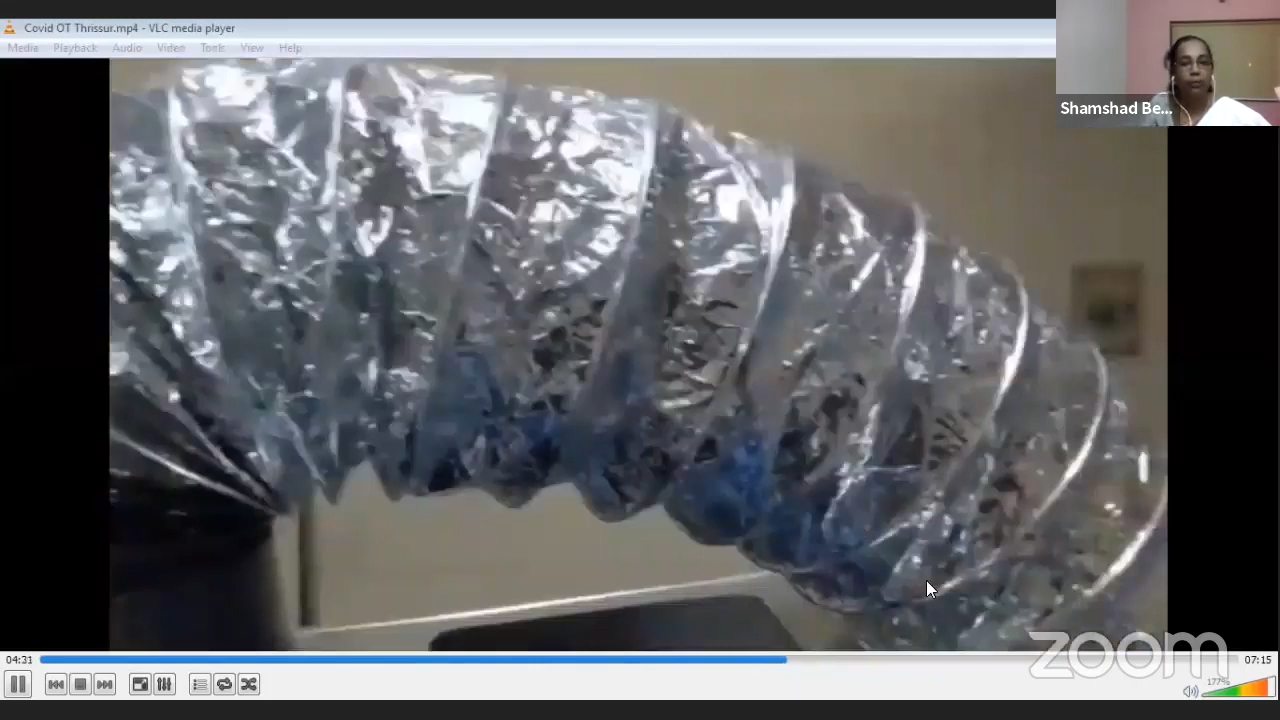 Covid OT Thrissur.mp4 - VLC media player
Media Playback Audio Video Tools View Help
Shamshad Be...
zoom
04:31
07:15
177%